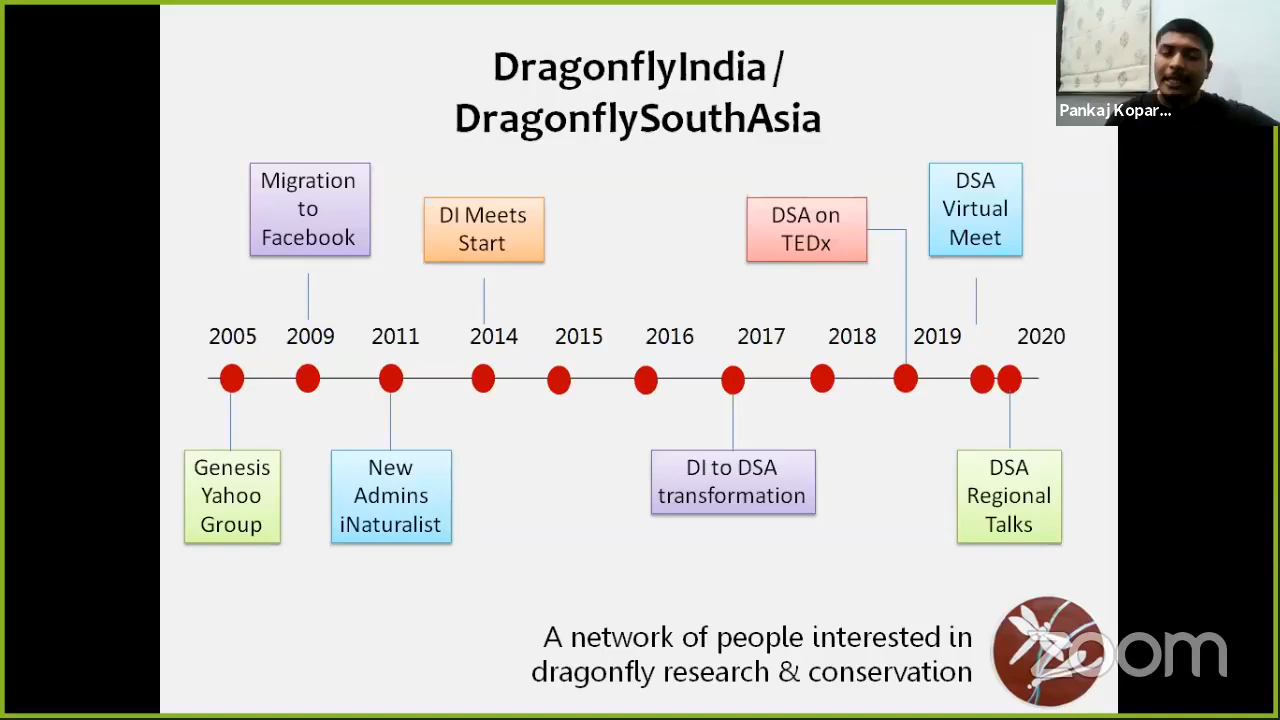 DragonflyIndia/
DragonflySouthAsia
Pankaj Kopar...
Migration
to
Facebook
DI Meets
Start
DSA on
TEDx
DSA
Virtual
Meet
2005 2009 2011 2014 2015 2016 2017 2018 2019 2020
Genesis
Yahoo
Group
New
Admins
iNaturalist
DI to DSA
transformation
DSA
Regional
Talks
A network of people interested in
dragonfly research & conservation
zoom